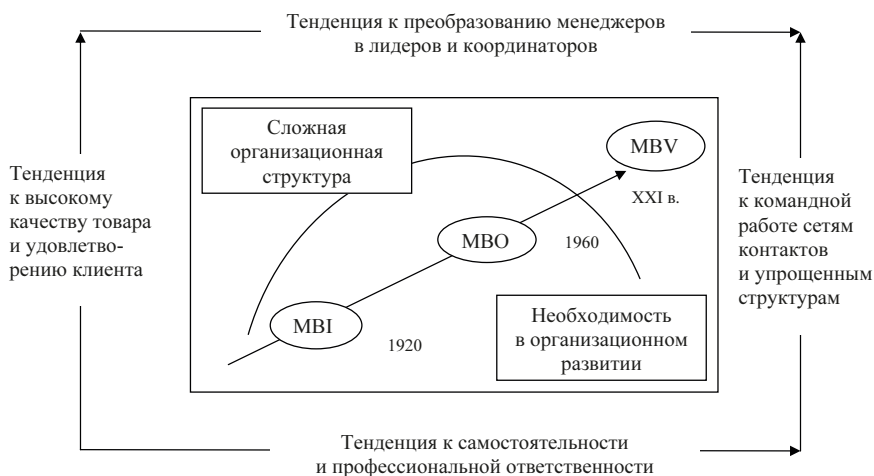 Тенденция к преобразованию менеджеров
в лидеров и координаторов
Тенденция
к высокому
качеству товара
и удовлетво-
рению клиента
Сложная
организационная
структура
MBV
XXI в.
MBO
1960
MBI
1920
Необходимость
в организационном
развитии
Тенденция
к командной
работе сетям
контактов
и упрощенным
структурам
Тенденция к самостоятельности
и профессиональной ответственности